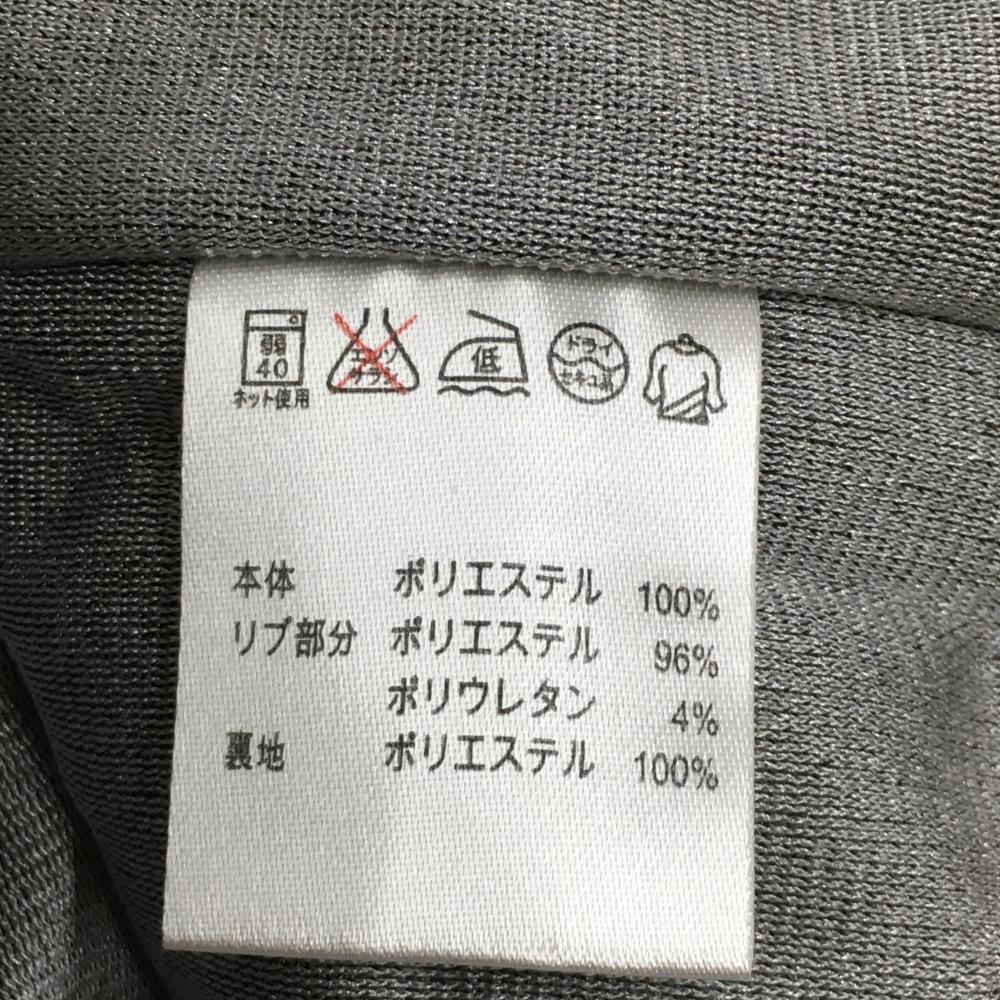 弱
40
ネット使用
エンソ
サラシ
低
ドライ
セキユ系
本体 ポリエステル 100%
リブ部分 ポリエステル 96%
ポリウレタン 4%
裏地 ポリエステル 100%